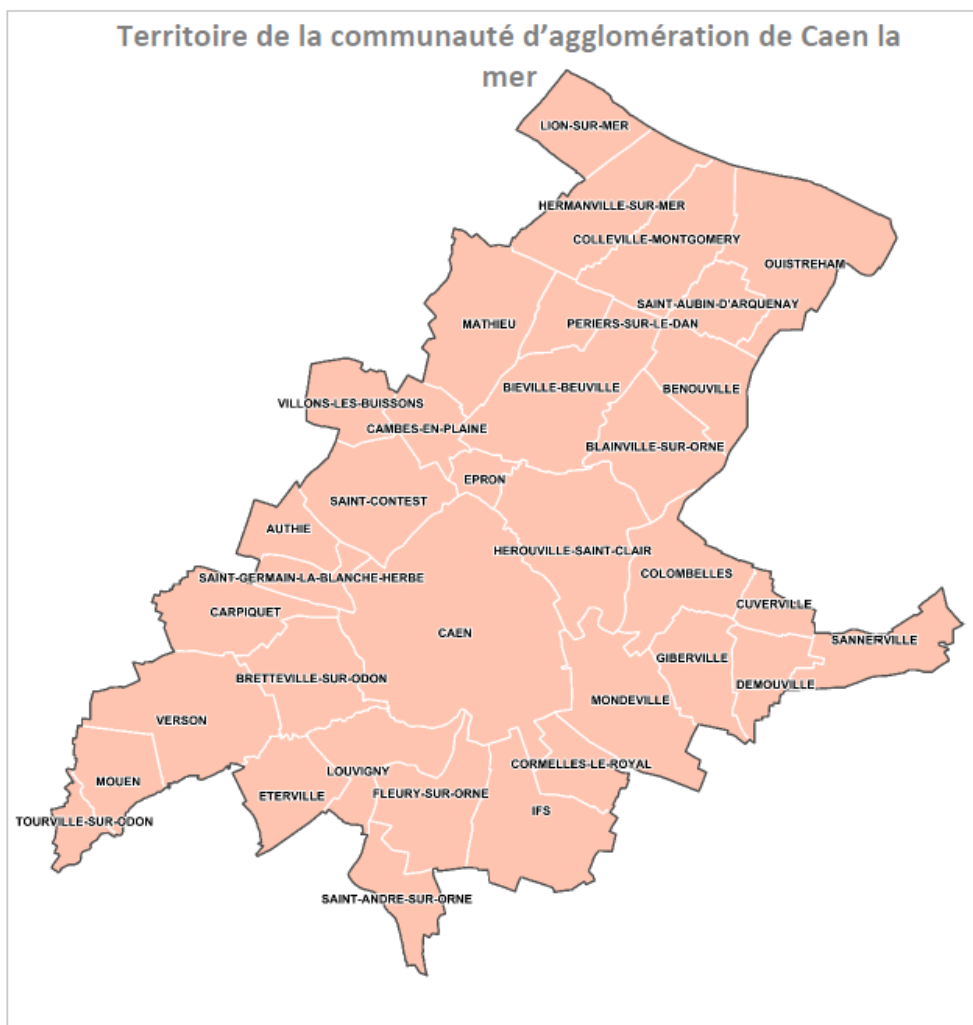 Territoire de la communauté d'agglomération de Caen la
mer
LION-SUR-MER
HERMANVILLE-SUR-MER
COLLEVILLE-MONTGOMERY
OUISTREHAM
SAINT-AUBIN-D'ARQUENAY
MATHIEU
PERIERS-SUR-LE-DAN
BIEVILLE-BEUVILLE
BENOUVILLE
VILLONS-LES-BUISSONS
CAMBES-EN-PLAINE
BLAINVILLE-SUR-ORNE
EPRON
SAINT-CONTEST
AUTHIE
HEROUVILLE-SAINT-CLAIR
COLOMBELLES
SAINT-GERMAIN-LA-BLANCHE-HERBE
CUVERVILLE
CARPIQUET
CAEN
SANNERVILLE
GIBERVILLE
BRETTEVILLE-SUR-ODON
DEMOUVILLE
MONDEVILLE
VERSON
CORMELLES-LE-ROYAL
LOUVIGNY
MOUEN
FLEURY-SUR-ORNE
ETERVILLE
IFS
TOURVILLE-SUR-ODON
SAINT-ANDRE-SUR-ORNE